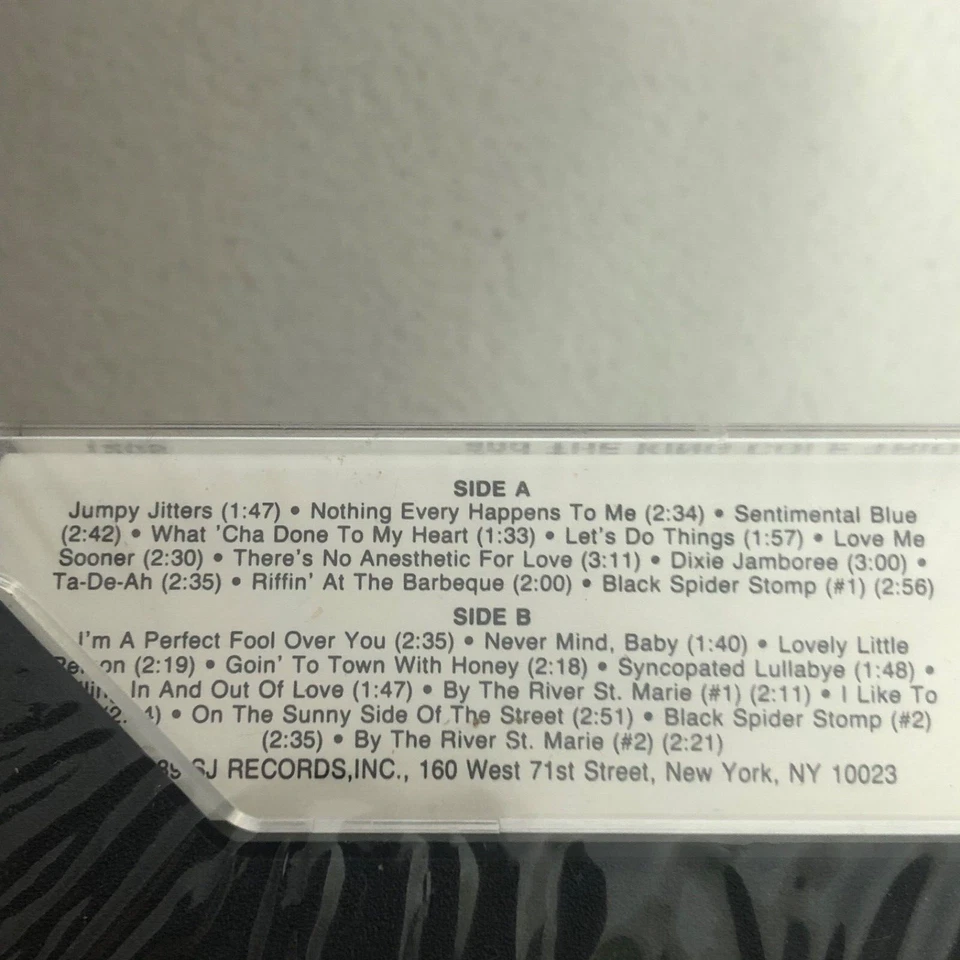 and THE KING COLE TRIO
SIDE A
Jumpy Jitters (1:47) • Nothing Every Happens To Me (2:34) • Sentimental Blue
(2:42) • What 'Cha Done To My Heart (1:33) • Let's Do Things (1:57) • Love Me
Sooner (2:30) • There's No Anesthetic For Love (3:11) • Dixie Jamboree (3:00) •
Ta-De-Ah (2:35) • Riffin' At The Barbeque (2:00) • Black Spider Stomp (#1) (2:56)
SIDE B
I'm A Perfect Fool Over You (2:35) • Never Mind, Baby (1:40) • Lovely Little
(2:19) • Goin' To Town With Honey (2:18) • Syncopated Lullabye (1:48) •
In And Out Of Love (1:47) • By The River St. Marie (#1) (2:11) • I Like To
• On The Sunny Side Of The Street (2:51) • Black Spider Stomp (#2)
(2:35) • By The River St. Marie (#2) (2:21)
SJ RECORDS,INC., 160 West 71st Street, New York, NY 10023